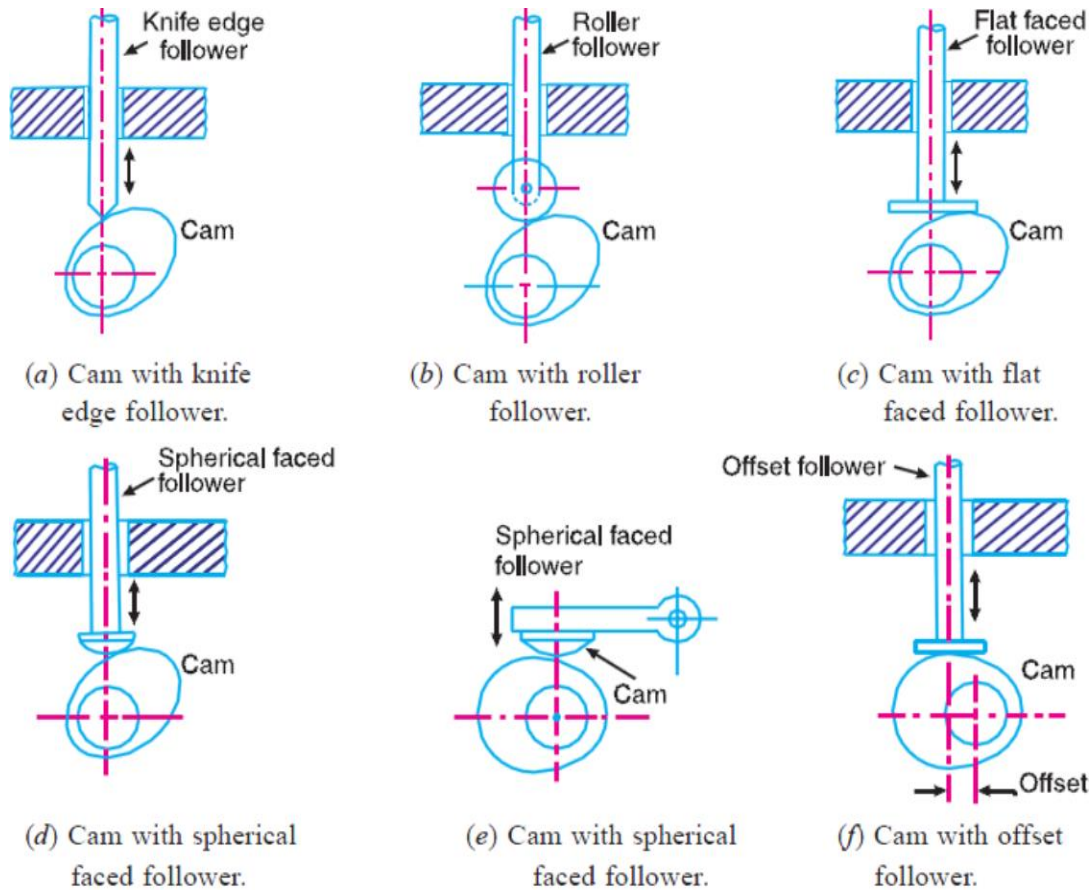 Knife edge
follower
Cam
(a) Cam with knife
edge follower.
Roller
follower
Cam
(b) Cam with roller
follower.
Flat faced
follower
Cam
(c) Cam with flat
faced follower.
Spherical faced
follower
Cam
(d) Cam with spherical
faced follower.
Spherical faced
follower
Cam
(e) Cam with spherical
faced follower.
Offset follower
Cam
Offset
(f) Cam with offset
follower.